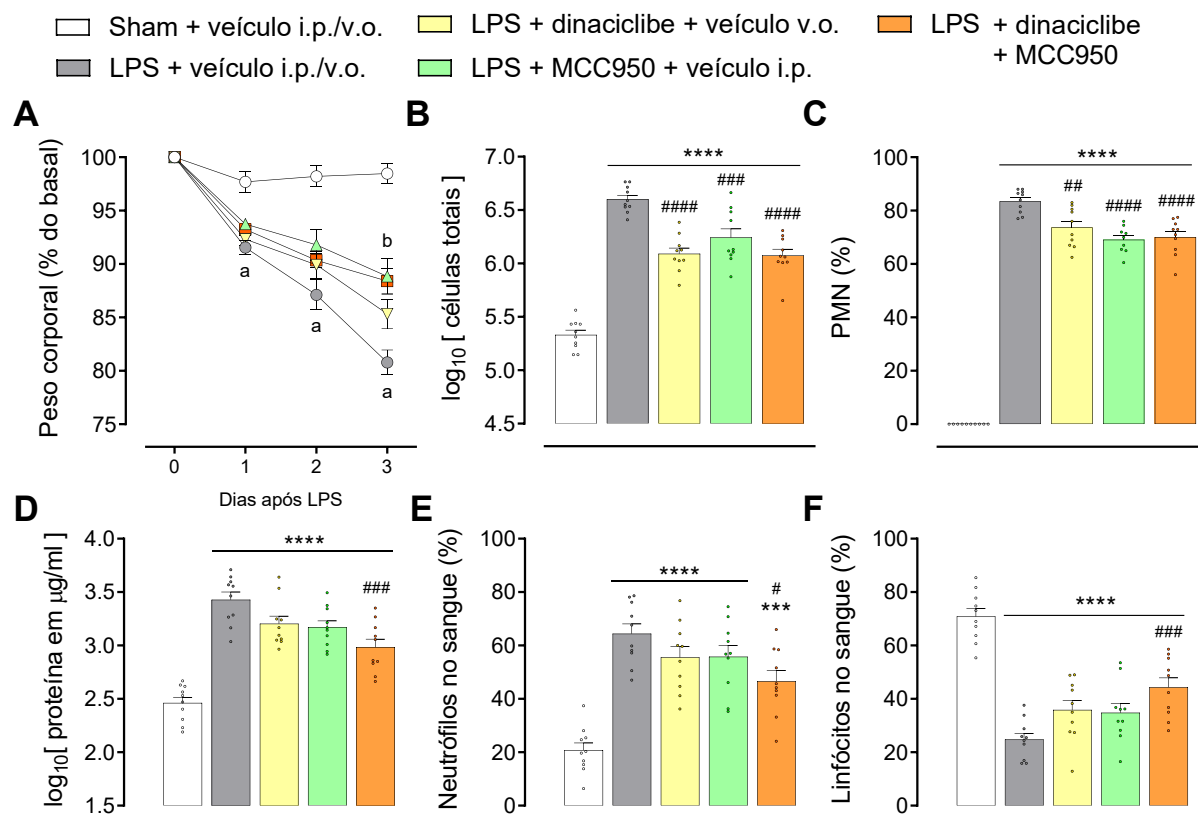 Sham + veículo i.p./v.o.
LPS + veículo i.p./v.o.
LPS + dinaciclibe + veículo v.o.
LPS + MCC950 + veículo i.p.
LPS + dinaciclibe
+ MCC950
A
Peso corporal (% do basal)
100
95
90
85
80
75
a
a
b
a
0 1 2 3
Dias após LPS
B
log10 [ células totais ]
7.0
6.5
6.0
5.5
5.0
4.5
****
####
###
####
C
PMN (%)
100
80
60
40
20
0
****
##
####
####
D
log10[ proteína em µg/ml ]
4.0
3.5
3.0
2.5
2.0
1.5
****
###
E
Neutrófilos no sangue (%)
100
80
60
40
20
0
****
#
***
F
Linfócitos no sangue (%)
100
80
60
40
20
0
****
###